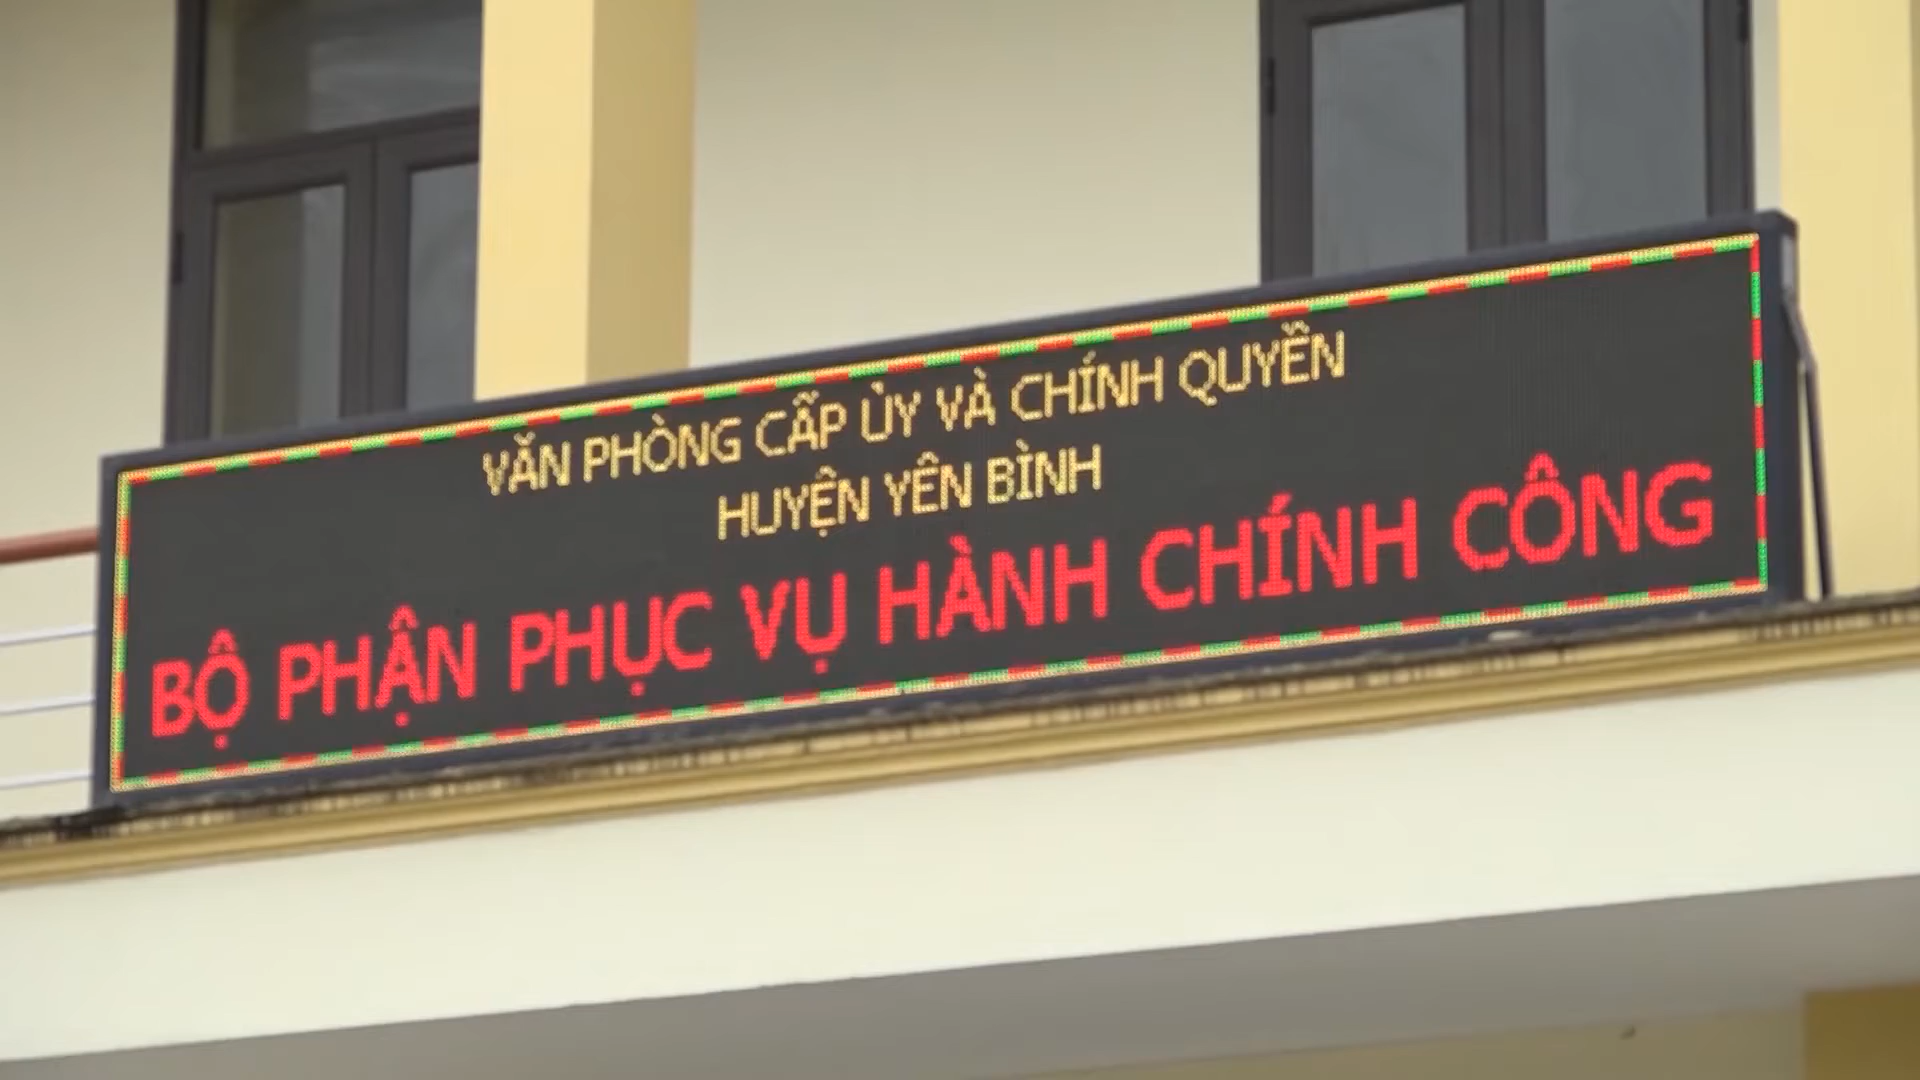 VĂN PHÒNG CẤP ỦY VÀ CHÍNH QUYỀN
HUYỆN YÊN BÌNH
BỘ PHẬN PHỤC VỤ HÀNH CHÍNH CÔNG